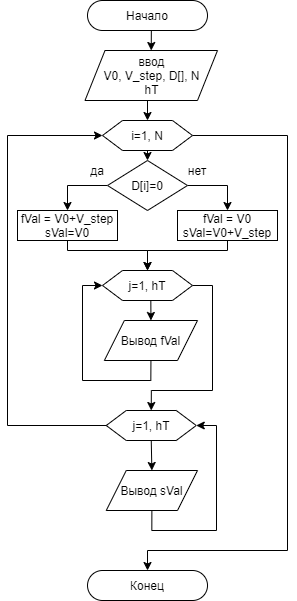 Начало
ввод
V0, V_step, D[], N
hT
i=1, N
да
нет
D[i]=0
fVal = V0+V_step
sVal=V0
fVal = V0
sVal=V0+V_step
j=1, hT
Вывод fVal
j=1, hT
Вывод sVal
Конец